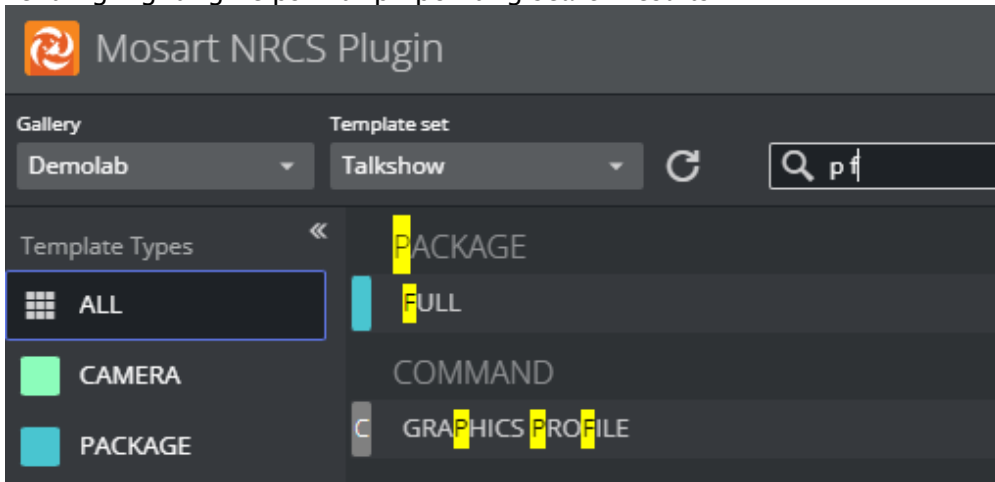 Mosart NRCS Plugin
Gallery
Template set
Demolab
Talkshow
p f
Template Types
«
ALL
CAMERA
PACKAGE
PACKAGE
FULL
COMMAND
C GRAPHICS PROFILE